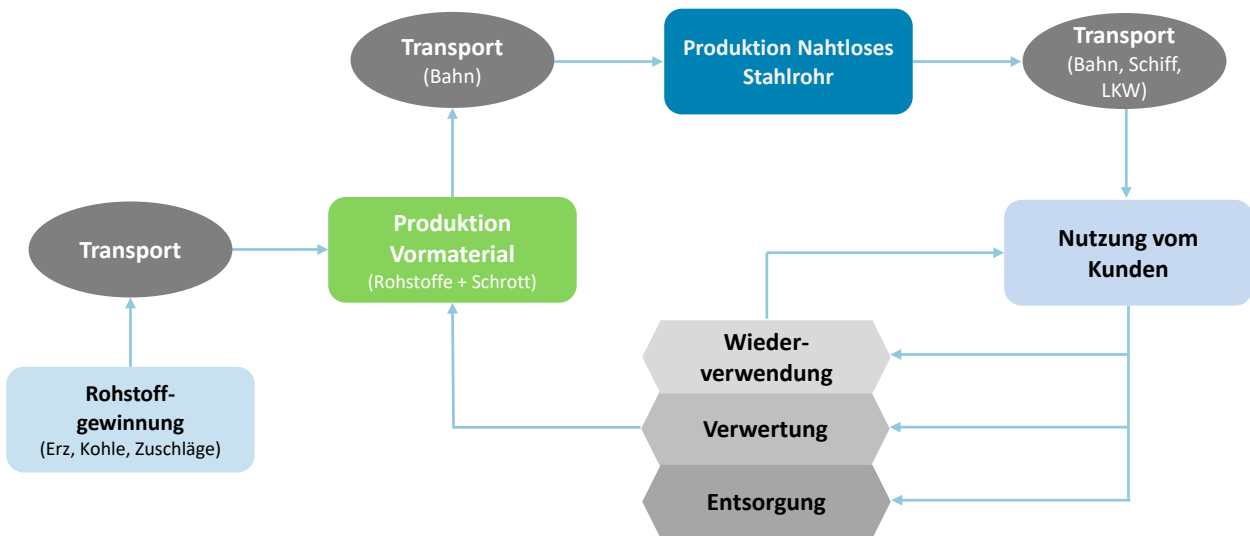 Transport
(Bahn)
Produktion Nahtloses
Stahlrohr
Transport
(Bahn, Schiff,
LKW)
Transport
Produktion
Vormaterial
(Rohstoffe + Schrott)
Nutzung vom
Kunden
Rohstoff-
gewinnung
(Erz, Kohle, Zuschläge)
Wieder-
verwendung
Verwertung
Entsorgung